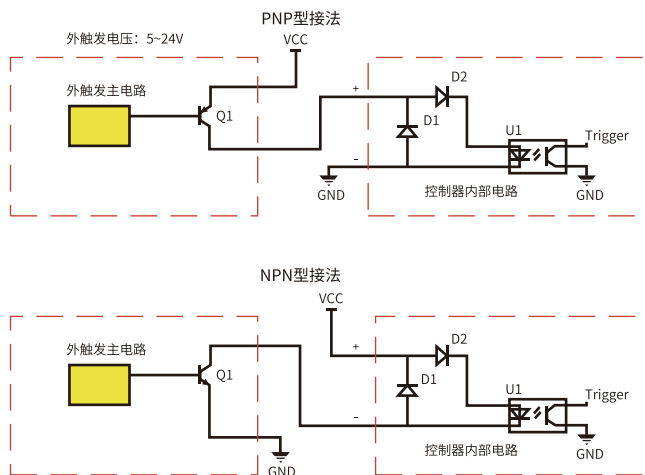 PNP型接法
外触发电压：5~24V
VCC
外触发主电路
Q1
+
D2
D1
U1
Trigger
-
GND
控制器内部电路
GND
NPN型接法
VCC
外触发主电路
Q1
+
D2
D1
U1
Trigger
-
控制器内部电路
GND
GND